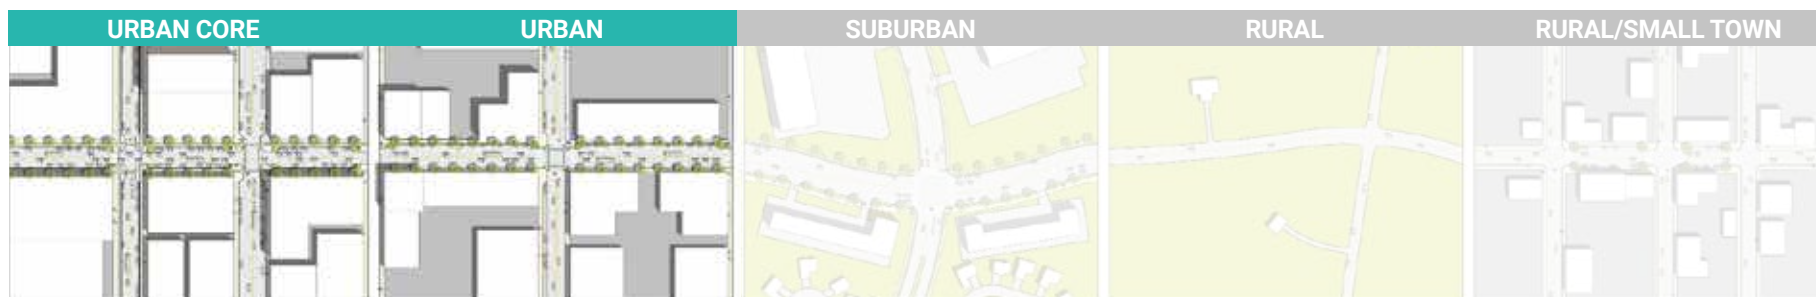 URBAN CORE
URBAN
SUBURBAN
RURAL
RURAL/SMALL TOWN